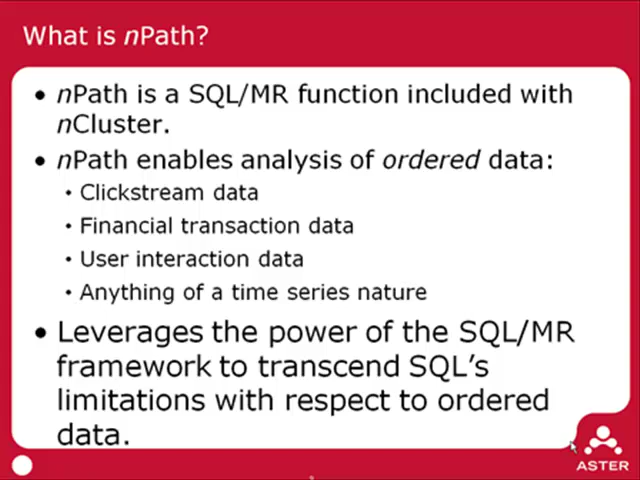 What is nPath?
• nPath is a SQL/MR function included with
nCluster.
• nPath enables analysis of ordered data:
• Clickstream data
• Financial transaction data
• User interaction data
• Anything of a time series nature
• Leverages the power of the SQL/MR
framework to transcend SQL's
limitations with respect to ordered
data.
ASTER